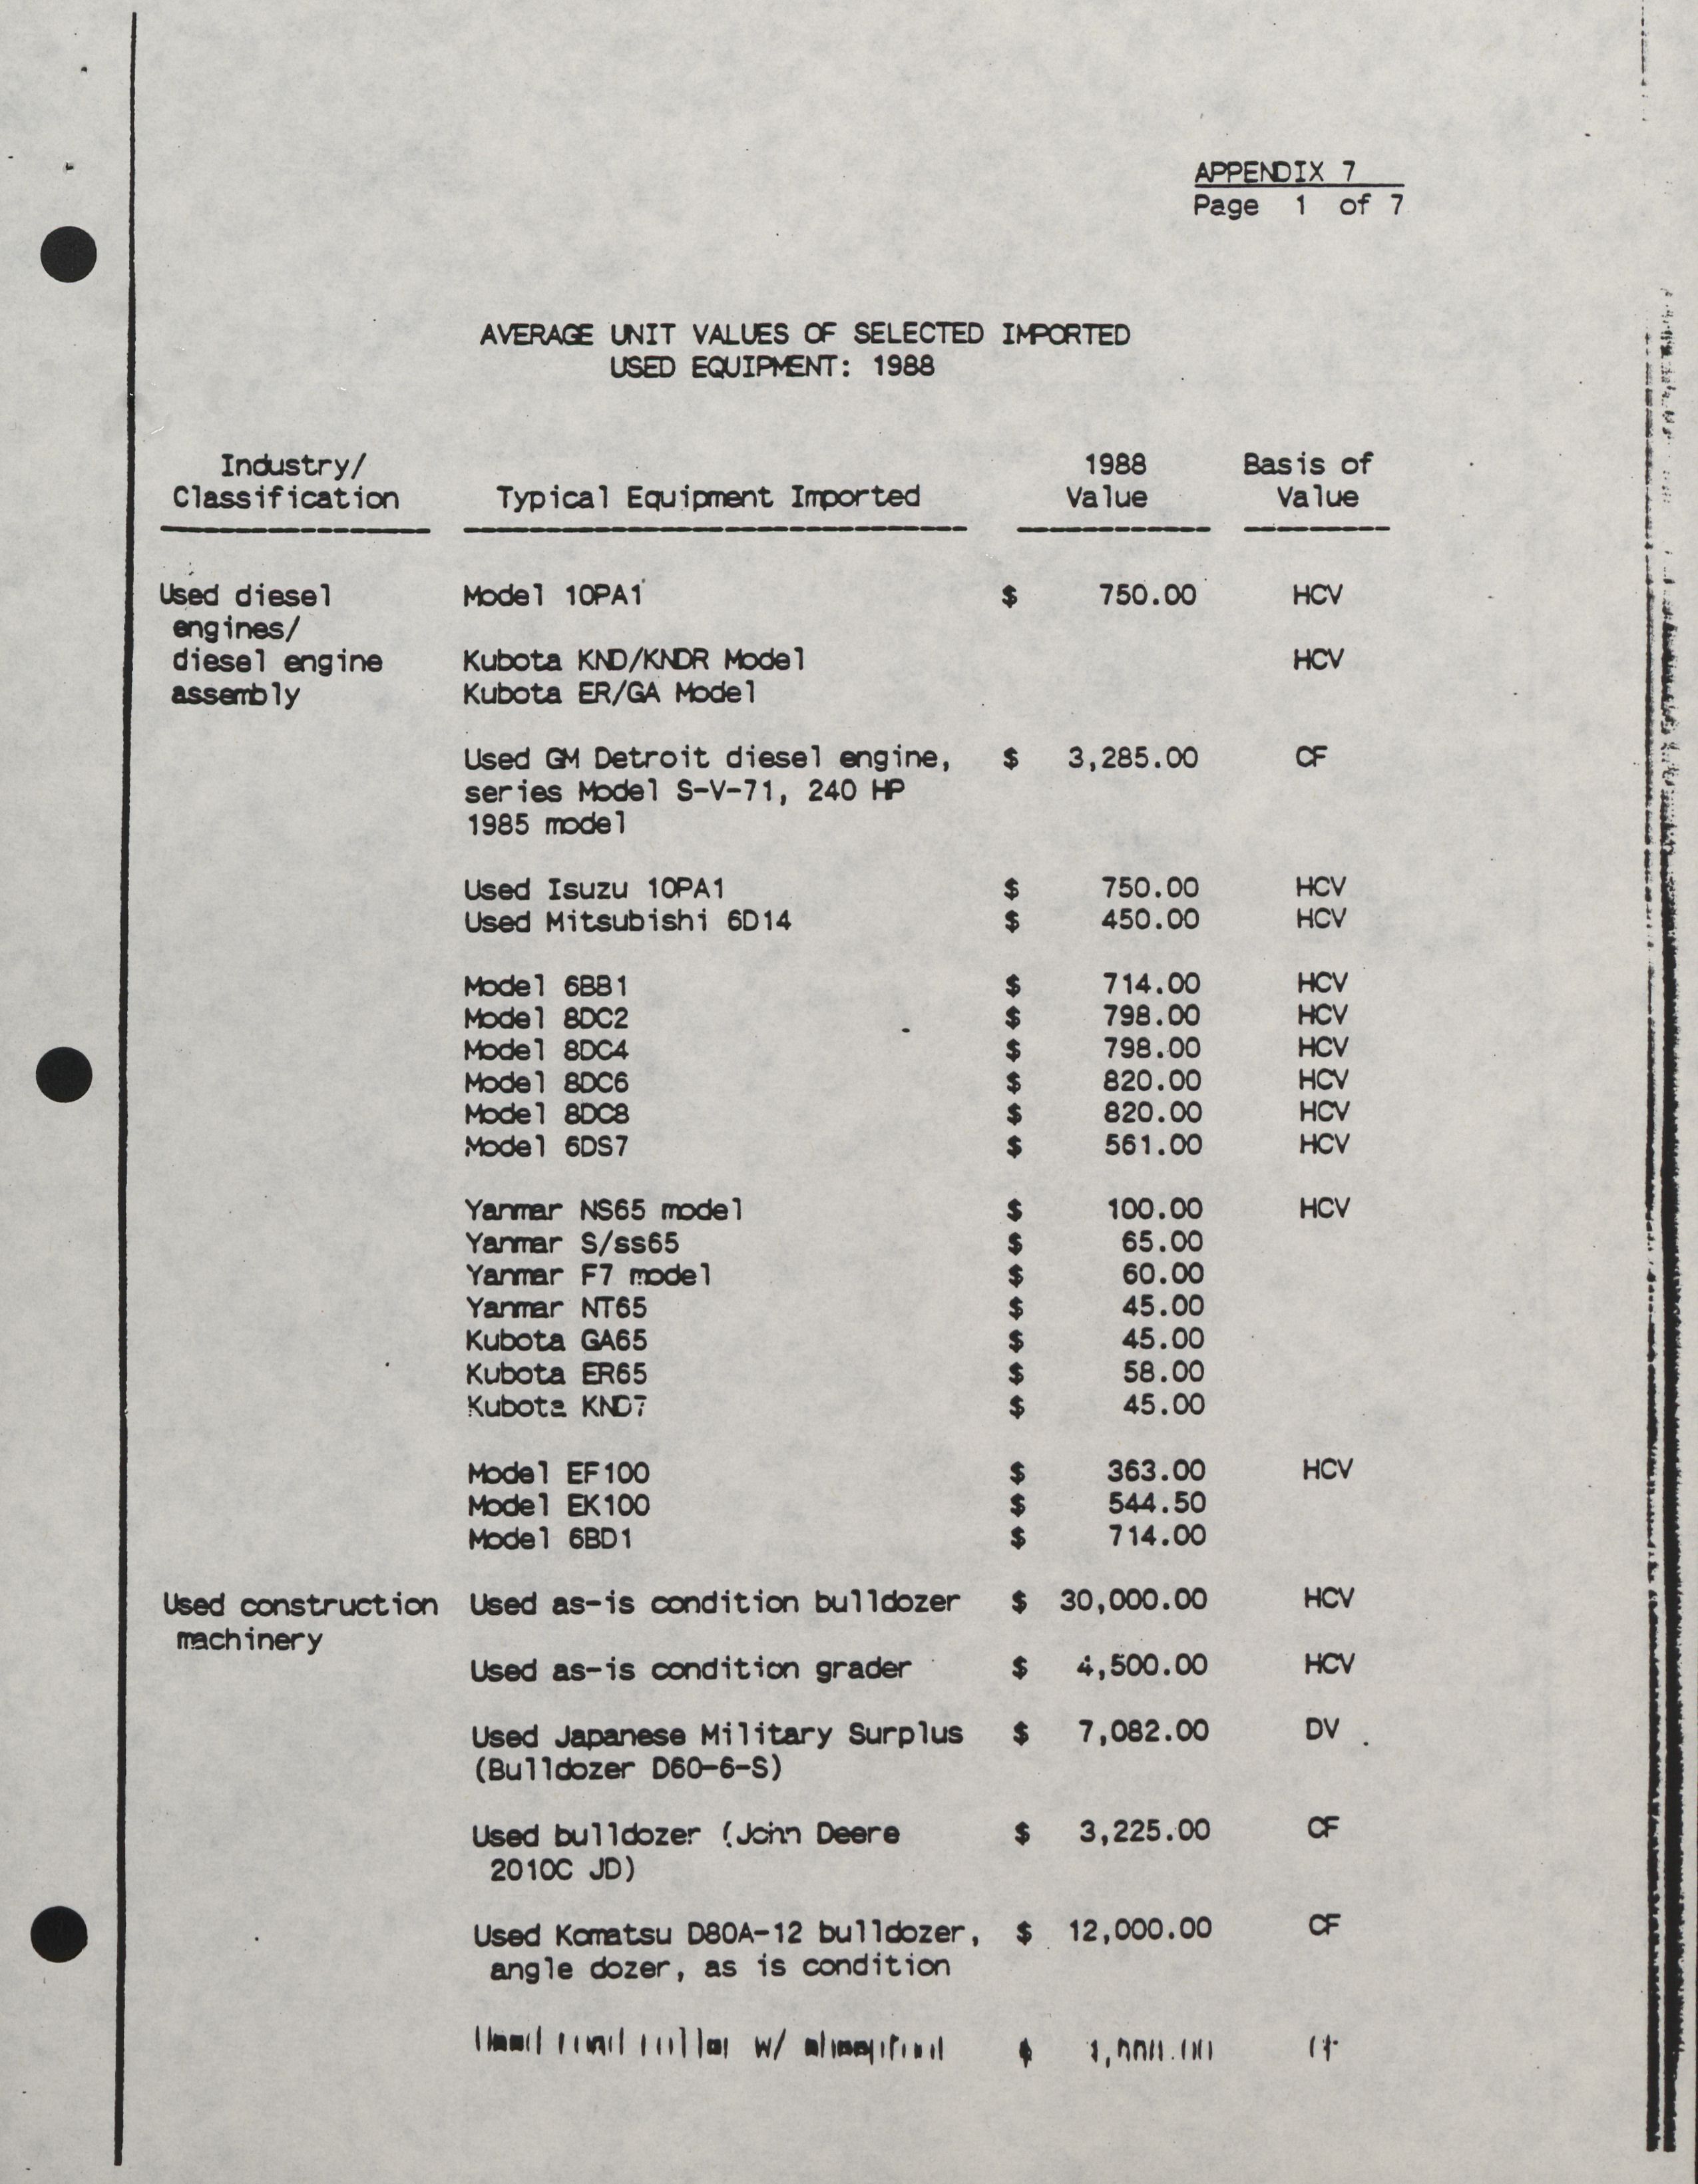 APPENDIX 7
Page 1 of 7
AVERAGE UNIT VALUES OF SELECTED IMPORTED
USED EQUIPMENT: 1988
Industry/ 1988 Basis of
Classification Typical Equipment Imported Value Value
Used diesel Model 10PA1 $ 750.00 HCV
engines/
diesel engine Kubota KND/KNDR Model HCV
assembly Kubota ER/GA Model
Used GM Detroit diesel engine, $ 3,285.00 CF
series Model S-V-71, 240 HP
1985 model
Used Isuzu 10PA1 $ 750.00 HCV
Used Mitsubishi 6D14 $ 450.00 HCV
Model 6BB1 $ 714.00 HCV
Model 8DC2 $ 798.00 HCV
Model 8DC4 $ 798.00 HCV
Model 8DC6 $ 820.00 HCV
Model 8DC8 $ 820.00 HCV
Model 6DS7 $ 561.00 HCV
Yanmar NS65 model $ 100.00 HCV
Yanmar S/ss65 $ 65.00
Yanmar F7 model $ 60.00
Yanmar NT65 $ 45.00
Kubota GA65 $ 45.00
Kubota ER65 $ 58.00
Kubota KND7 $ 45.00
Model EF100 $ 363.00 HCV
Model EK100 $ 544.50
Model 6BD1 $ 714.00
Used construction Used as-is condition bulldozer $ 30,000.00 HCV
machinery
Used as-is condition grader $ 4,500.00 HCV
Used Japanese Military Surplus $ 7,082.00 DV
(Bulldozer D60-6-S)
Used bulldozer (John Deere $ 3,225.00 CF
2010C JD)
Used Komatsu D80A-12 bulldozer, $ 12,000.00 CF
angle dozer, as is condition
Used road roller w/ $